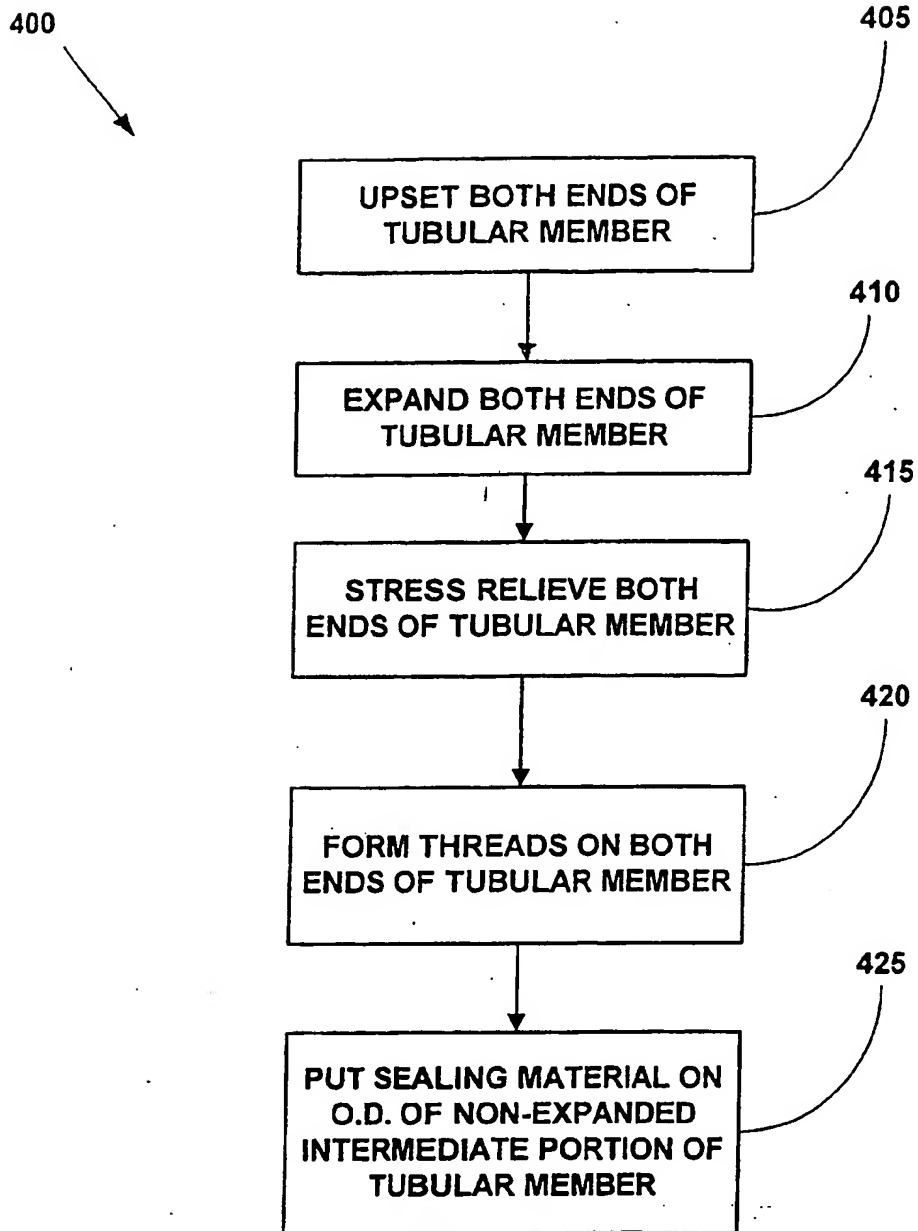 400
405
UPSET BOTH ENDS OF
TUBULAR MEMBER
410
EXPAND BOTH ENDS OF
TUBULAR MEMBER
415
STRESS RELIEVE BOTH
ENDS OF TUBULAR MEMBER
420
FORM THREADS ON BOTH
ENDS OF TUBULAR MEMBER
425
PUT SEALING MATERIAL ON
O.D. OF NON-EXPANDED
INTERMEDIATE PORTION OF
TUBULAR MEMBER